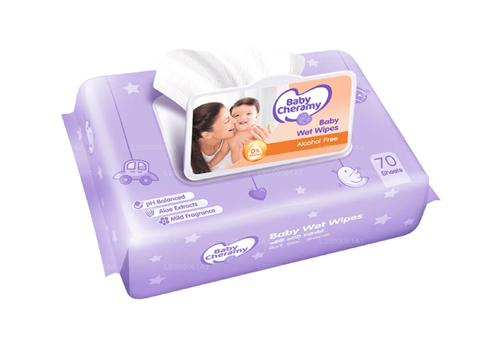 Baby
Cheramy
Baby
Wet Wipes
Alcohol Free
0%
70
Sheets
pH Balanced
Aloe Extracts
Mild Fragrance
Baby
Cheramy
Baby Wet Wipes